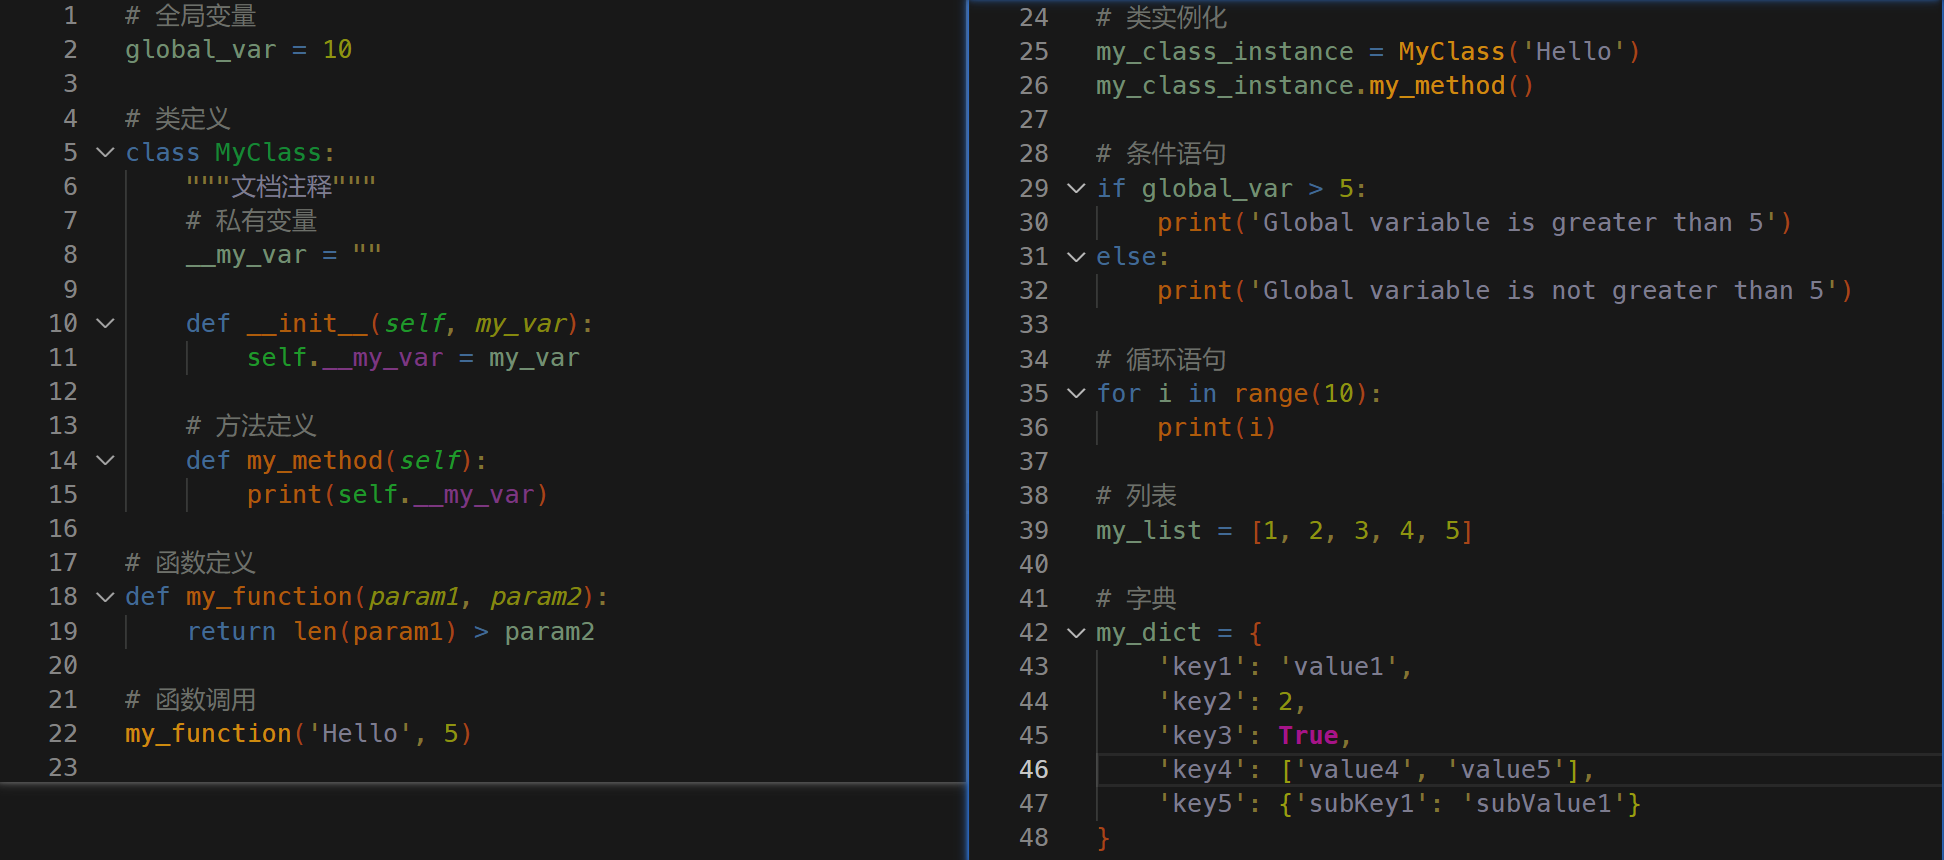 1 # 全局变量
2 global_var = 10
3
4 # 类定义
5 class MyClass:
6     """文档注释"""
7     # 私有变量
8     __my_var = ""
9
10     def __init__(self, my_var):
11         self.__my_var = my_var
12
13     # 方法定义
14     def my_method(self):
15         print(self.__my_var)
16
17 # 函数定义
18 def my_function(param1, param2):
19     return len(param1) > param2
20
21 # 函数调用
22 my_function('Hello', 5)
23
24 # 类实例化
25 my_class_instance = MyClass('Hello')
26 my_class_instance.my_method()
27
28 # 条件语句
29 if global_var > 5:
30     print('Global variable is greater than 5')
31 else:
32     print('Global variable is not greater than 5')
33
34 # 循环语句
35 for i in range(10):
36     print(i)
37
38 # 列表
39 my_list = [1, 2, 3, 4, 5]
40
41 # 字典
42 my_dict = {
43     'key1': 'value1',
44     'key2': 2,
45     'key3': True,
46     'key4': ['value4', 'value5'],
47     'key5': {'subKey1': 'subValue1'}
48 }